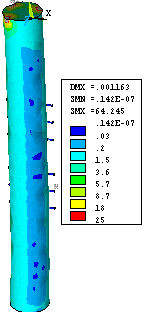 X
DMX =.001163
SMN =.142E-07
SMX =64.245
.142E-07
.03
.2
1.5
3.6
5.7
8.7
18
25